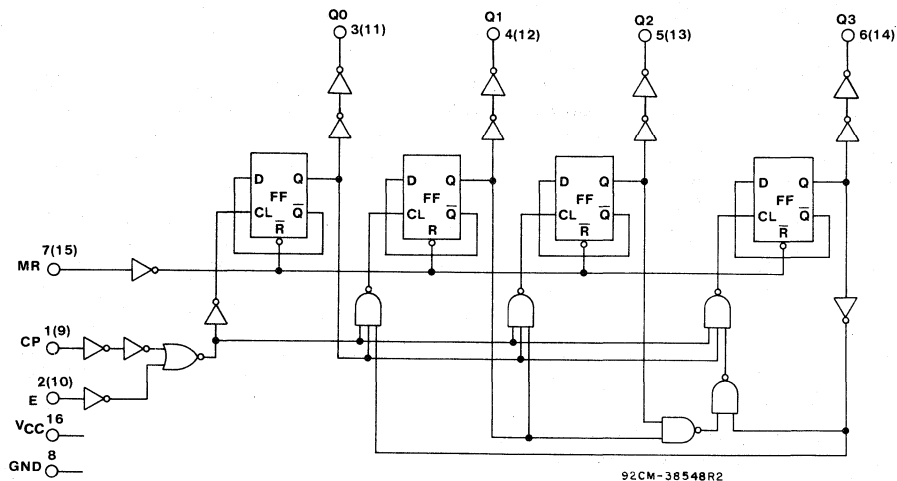 Q0
3(11)
Q1
4(12)
Q2
5(13)
Q3
6(14)
D Q
FF
CL Q̅
R̅
D Q
FF
CL Q̅
R
D Q
FF
CL Q̅
R̅
D Q
FF
CL Q̅
R̅
7(15)
MR
1(9)
CP
2(10)
E
VCC 16
GND 8
92CM-38548R2